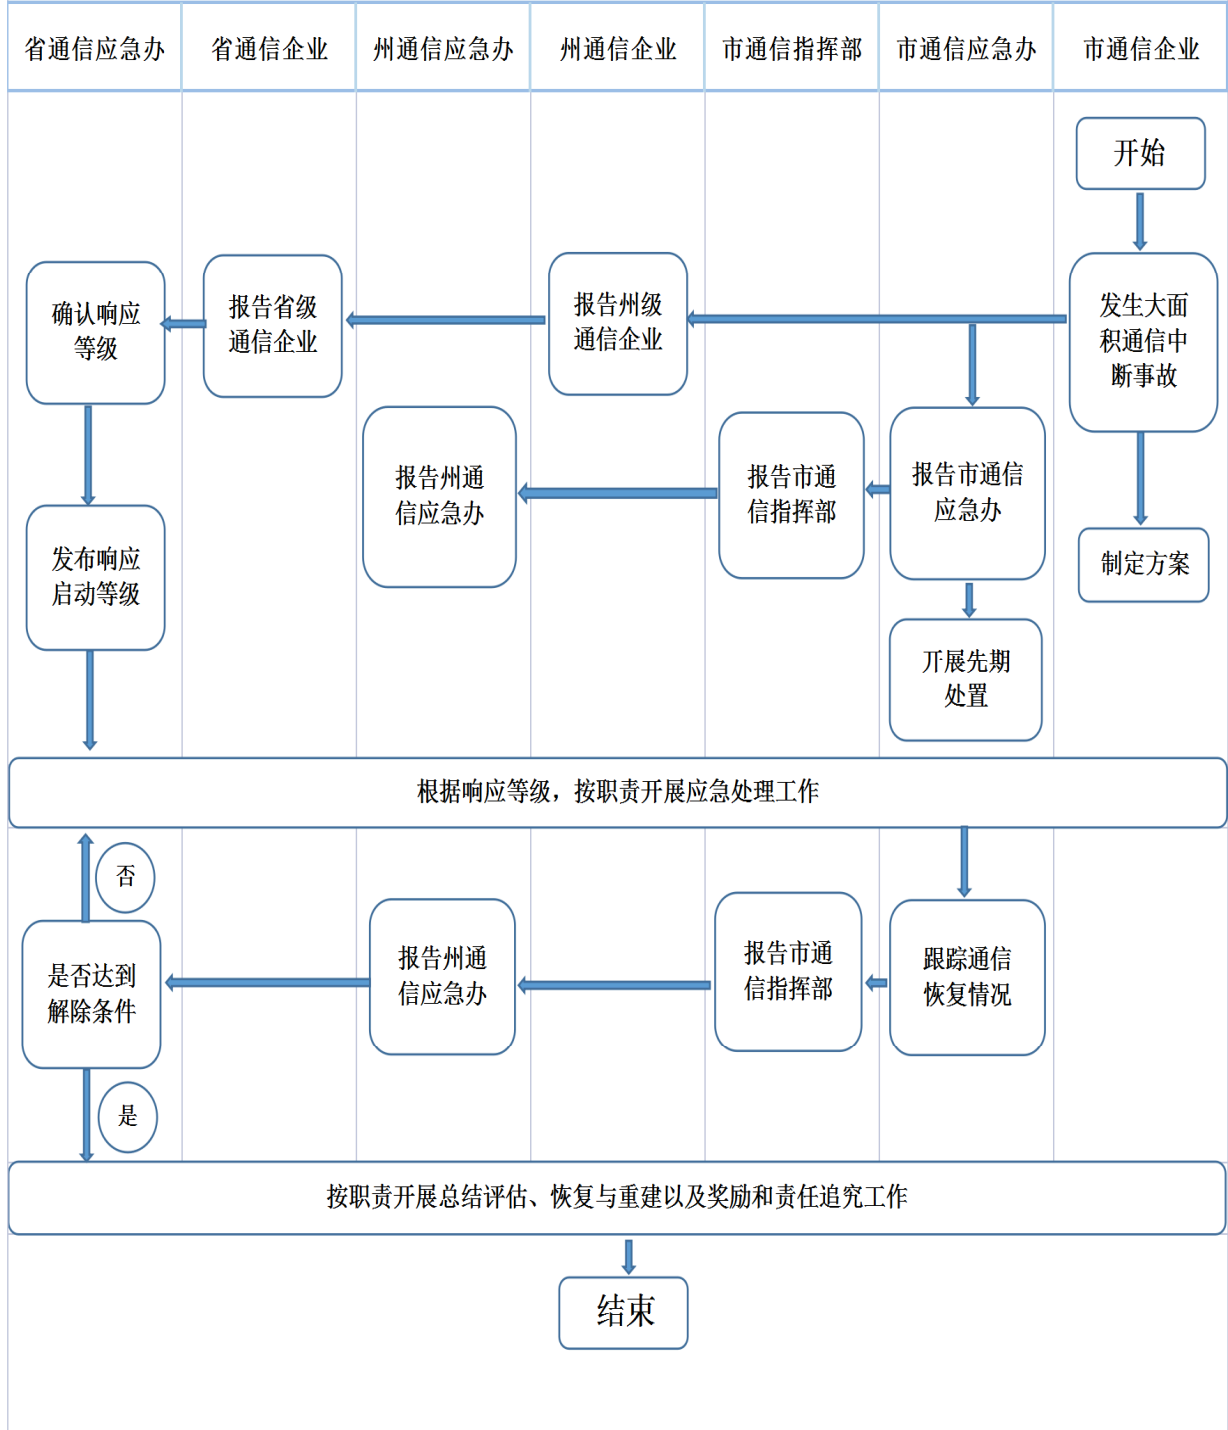 省通信应急办
省通信企业
州通信应急办
州通信企业
市通信指挥部
市通信应急办
市通信企业
开始
确认响应
等级
报告省级
通信企业
报告州级
通信企业
发生大面
积通信中
断事故
报告州通
信应急办
报告市通
信指挥部
报告市通信
应急办
发布响应
启动等级
制定方案
开展先期
处置
根据响应等级，按职责开展应急处理工作
否
是否达到
解除条件
报告州通
信应急办
报告市通
信指挥部
跟踪通信
恢复情况
是
按职责开展总结评估、恢复与重建以及奖励和责任追究工作
结束